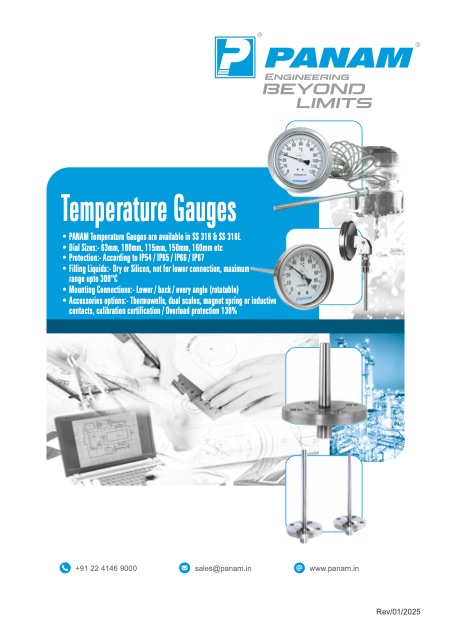 PANAM
ENGINEERING
BEYOND
LIMITS
Temperature Gauges
• PANAM Temperature Gauges are available in SS 316 & SS 316L
• Dial Sizes:- 63mm, 100mm, 115mm, 150mm, 160mm etc
• Protection:- According to IP54 / IP65 / IP66 / IP67
• Filling Liquids:- Dry or Silicon, not for lower connection, maximum
range upto 300°C
• Mounting Connections:- Lower / back / every angle (rotatable)
• Accessories options:- Thermowells, dual scales, magnet spring or inductive
contacts, calibration certification / Overload protection 130%
+91 22 4146 9000
sales@panam.in
www.panam.in
Rev/01/2025